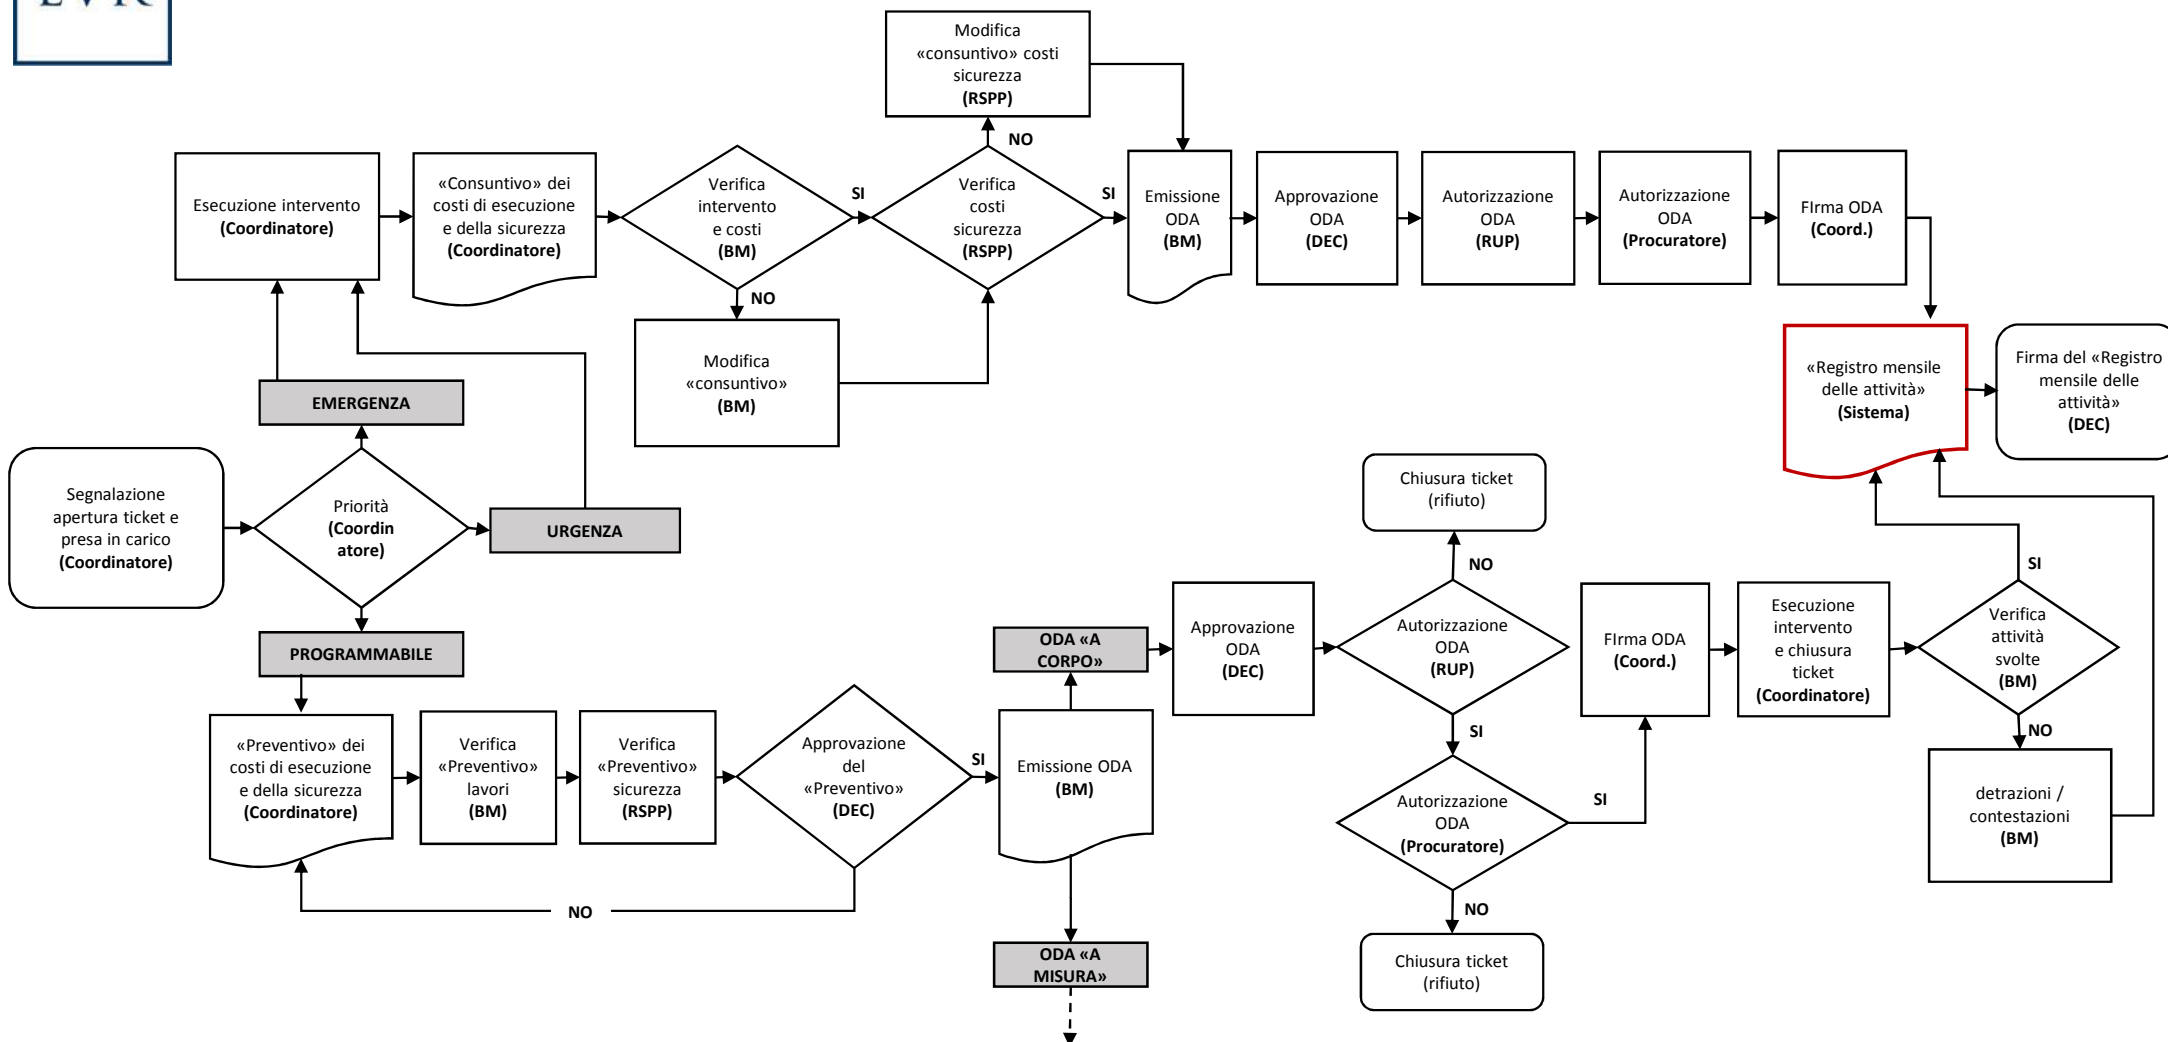 Modifica
«consuntivo» costi
sicurezza
(RSPP)
NO
Esecuzione intervento
(Coordinatore)
«Consuntivo» dei
costi di esecuzione
e della sicurezza
(Coordinatore)
Verifica
intervento
e costi
(BM)
SI
Verifica
costi
sicurezza
(RSPP)
SI
Emissione
ODA
(BM)
Approvazione
ODA
(DEC)
Autorizzazione
ODA
(RUP)
Autorizzazione
ODA
(Procuratore)
FIrma ODA
(Coord.)
NO
Modifica
«consuntivo»
(BM)
«Registro mensile
delle attività»
(Sistema)
Firma del «Registro
mensile delle
attività»
(DEC)
EMERGENZA
Segnalazione
apertura ticket e
presa in carico
(Coordinatore)
Priorità
(Coordin
atore)
URGENZA
PROGRAMMABILE
«Preventivo» dei
costi di esecuzione
e della sicurezza
(Coordinatore)
Verifica
«Preventivo»
lavori
(BM)
Verifica
«Preventivo»
sicurezza
(RSPP)
Approvazione
del
«Preventivo»
(DEC)
SI
NO
Emissione ODA
(BM)
ODA «A
CORPO»
ODA «A
MISURA»
Approvazione
ODA
(DEC)
Chiusura ticket
(rifiuto)
NO
Autorizzazione
ODA
(RUP)
SI
Autorizzazione
ODA
(Procuratore)
SI
NO
Chiusura ticket
(rifiuto)
FIrma ODA
(Coord.)
Esecuzione
intervento
e chiusura
ticket
(Coordinatore)
SI
Verifica
attività
svolte
(BM)
NO
detrazioni /
contestazioni
(BM)